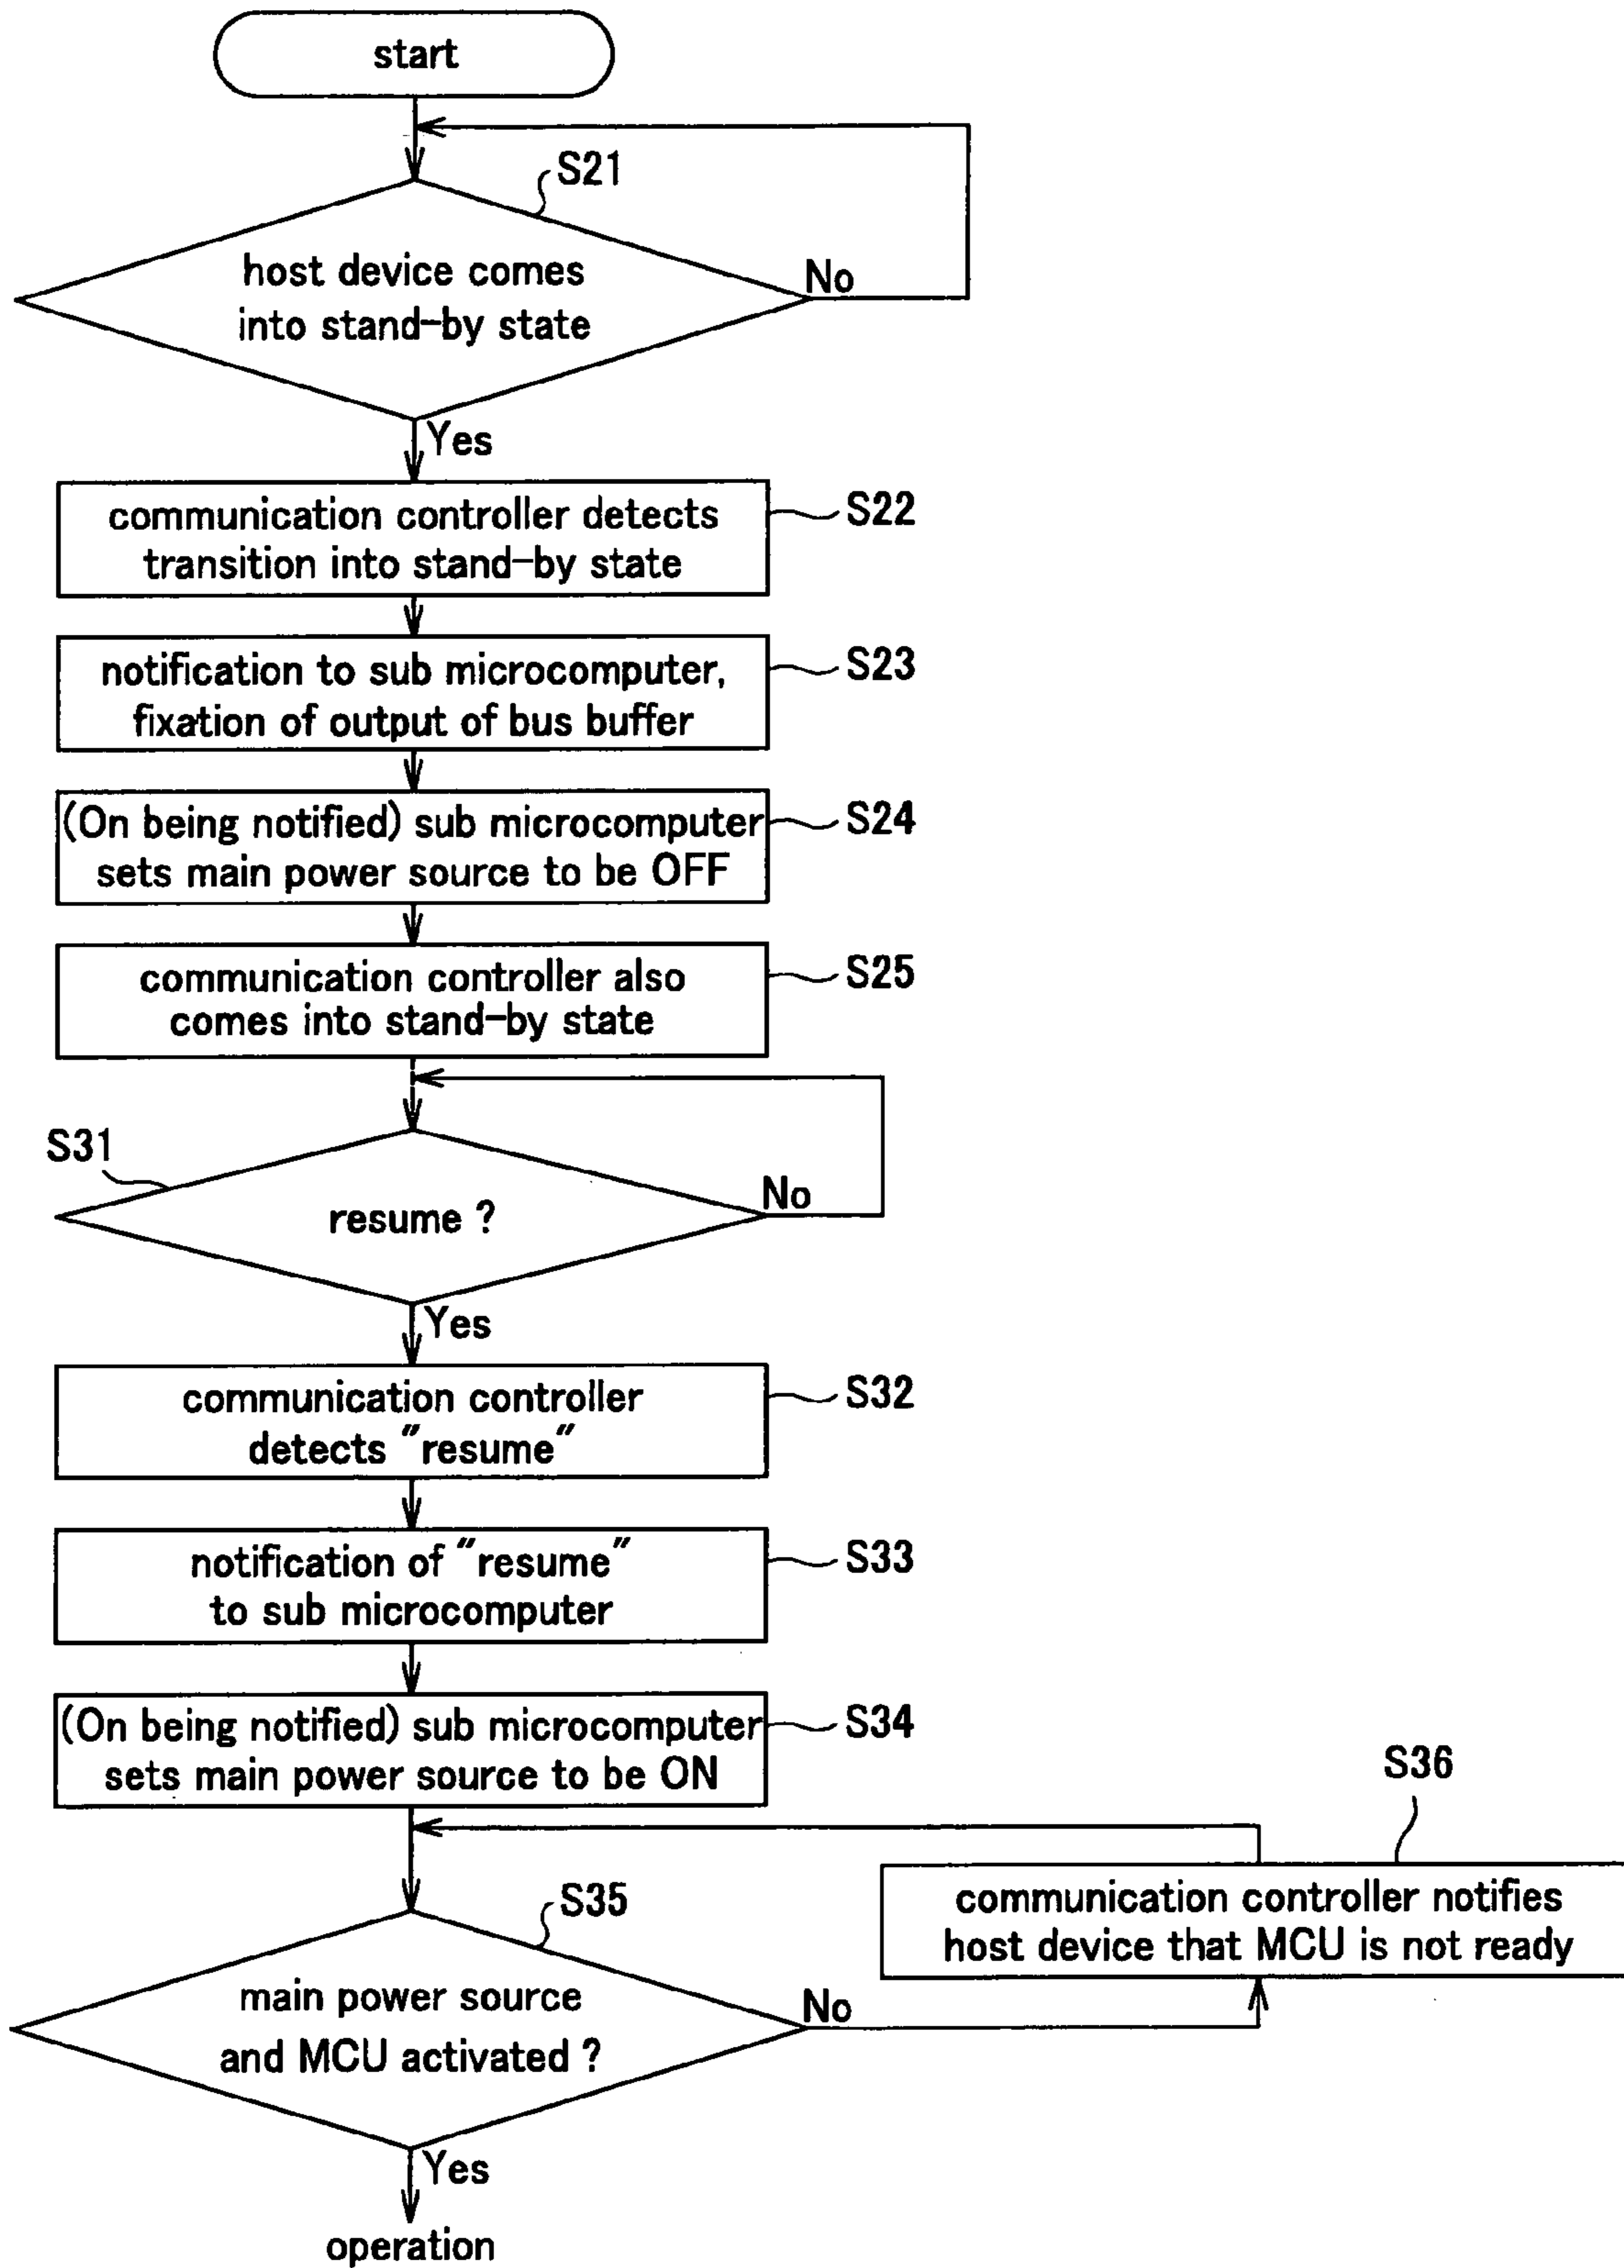 start
S21
host device comes
into stand-by state
No
Yes
communication controller detects
transition into stand-by state
S22
notification to sub microcomputer,
fixation of output of bus buffer
S23
(On being notified) sub microcomputer
sets main power source to be OFF
S24
communication controller also
comes into stand-by state
S25
S31
resume ?
No
Yes
communication controller
detects "resume"
S32
notification of "resume"
to sub microcomputer
S33
(On being notified) sub microcomputer
sets main power source to be ON
S34
S36
communication controller notifies
host device that MCU is not ready
S35
main power source
and MCU activated ?
No
Yes
operation